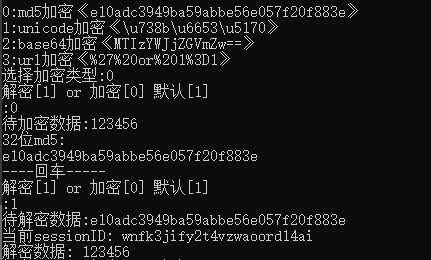 0:md5加密《e10adc3949ba59abbe56e057f20f883e》
1:unicode加密《\u738b\u6653\u5170》
2:base64加密《MTIzYWJjZGVmZw==》
3:url加密《%27%20or%201%3D1》
选择加密类型:0
解密[1] or 加密[0] 默认[1]
:0
待加密数据:123456
32位md5:
e10adc3949ba59abbe56e057f20f883e
----回车-----
解密[1] or 加密[0] 默认[1]
:1
待解密数据:e10adc3949ba59abbe56e057f20f883e
当前sessionID: wnfk3jify2t4vzwaoord14ai
解密数据: 123456